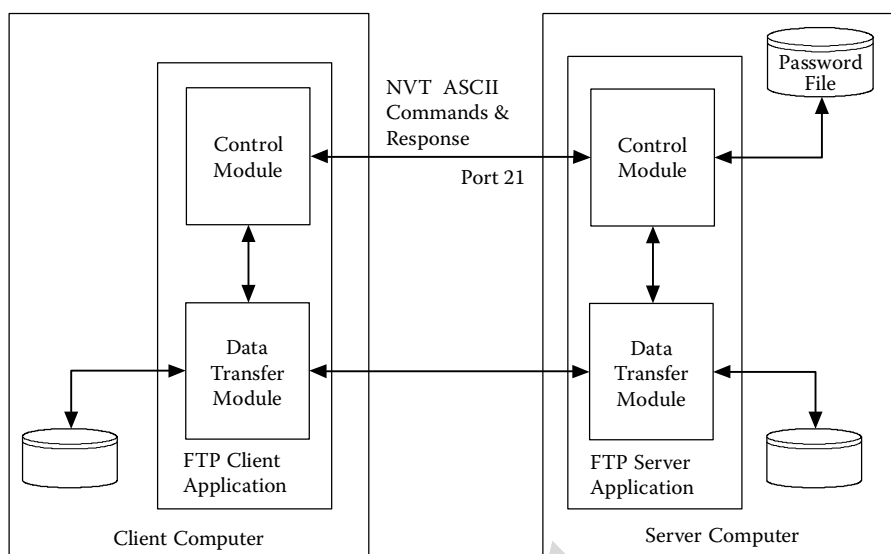 Password
File
NVT ASCII
Commands &
Response
Control
Module
Control
Module
Port 21
Data
Transfer
Module
Data
Transfer
Module
FTP Client
Application
FTP Server
Application
Client Computer
Server Computer